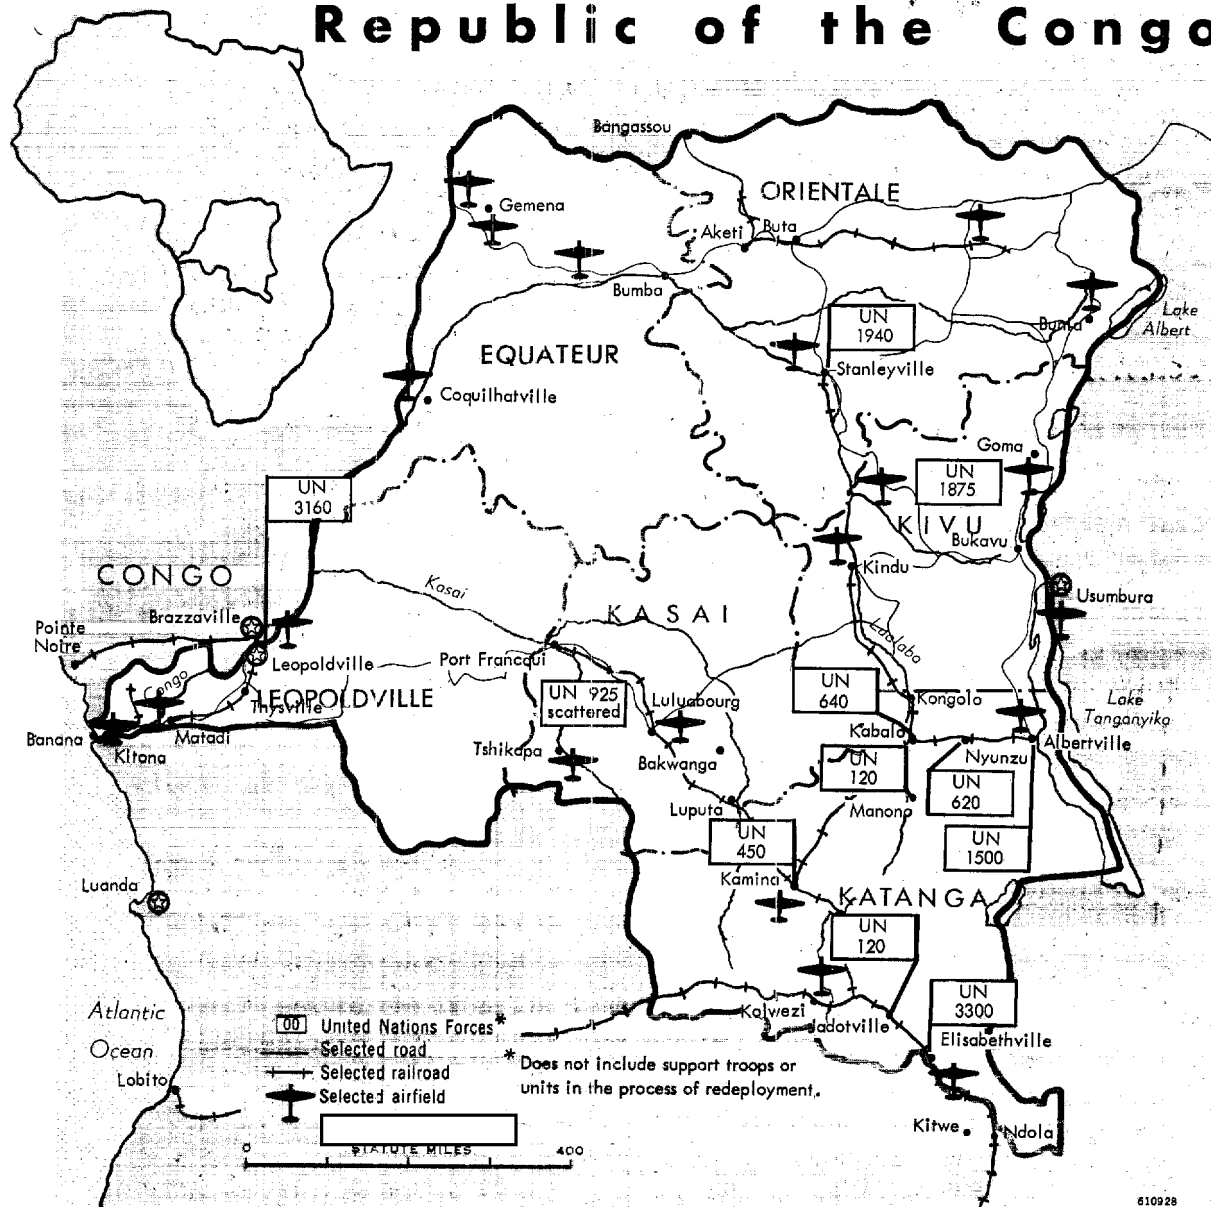 Republic of the Congo
Bangassou
ORIENTALE
Gemena
Aketi
Buta
Bumba
Bunia
Lake
Albert
UN
1940
EQUATEUR
Stanleyville
Coquilhatville
Goma
UN
1875
UN
3160
KIVU
Bukavu
CONGO
Kindu
Kasai
Usumbura
Brazzaville
KASAI
Pointe
Noire
Lualaba
Leopoldville
Port Francqui
Congo
LEOPOLDVILLE
Thysville
UN 925
scattered
Luluabourg
UN
640
Kongolo
Lake
Tanganyika
Banana
Matadi
Kitona
Kabalo
Albertville
Nyunzu
Tshikapa
Bakwanga
UN
120
UN
620
Luputa
Manono
UN
450
UN
1500
Kamina
Luanda
KATANGA
UN
120
UN
3300
Atlantic
Ocean
Kolwezi
Jadotville
Elisabethville
Lobito
00 United Nations Forces*
Selected road
Selected railroad
Selected airfield
* Does not include support troops or
units in the process of redeployment.
STATUTE MILES
0 400
Kitwe
Ndola
610928